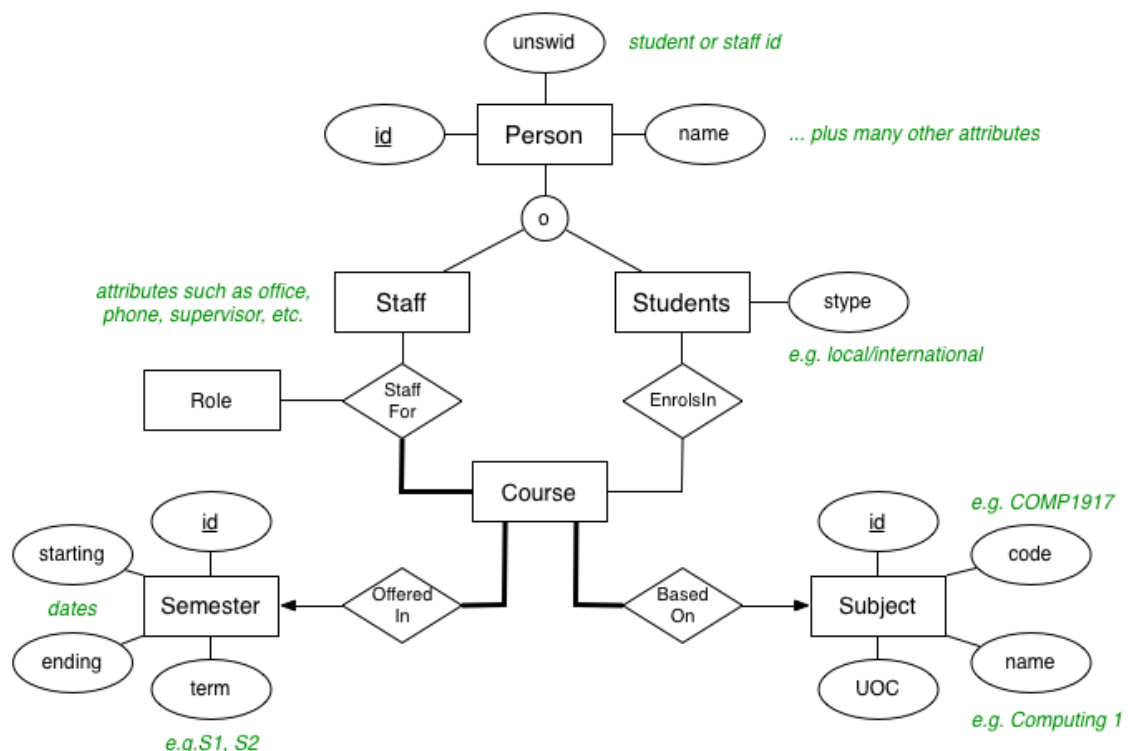 unswid
student or staff id
id
Person
name
... plus many other attributes
o
attributes such as office,
phone, supervisor, etc.
Staff
Students
stype
e.g. local/international
Role
Staff
For
EnrolsIn
Course
e.g. COMP1917
id
id
starting
code
dates
Semester
Offered
In
Based
On
Subject
ending
term
UOC
name
e.g.S1, S2
e.g. Computing 1